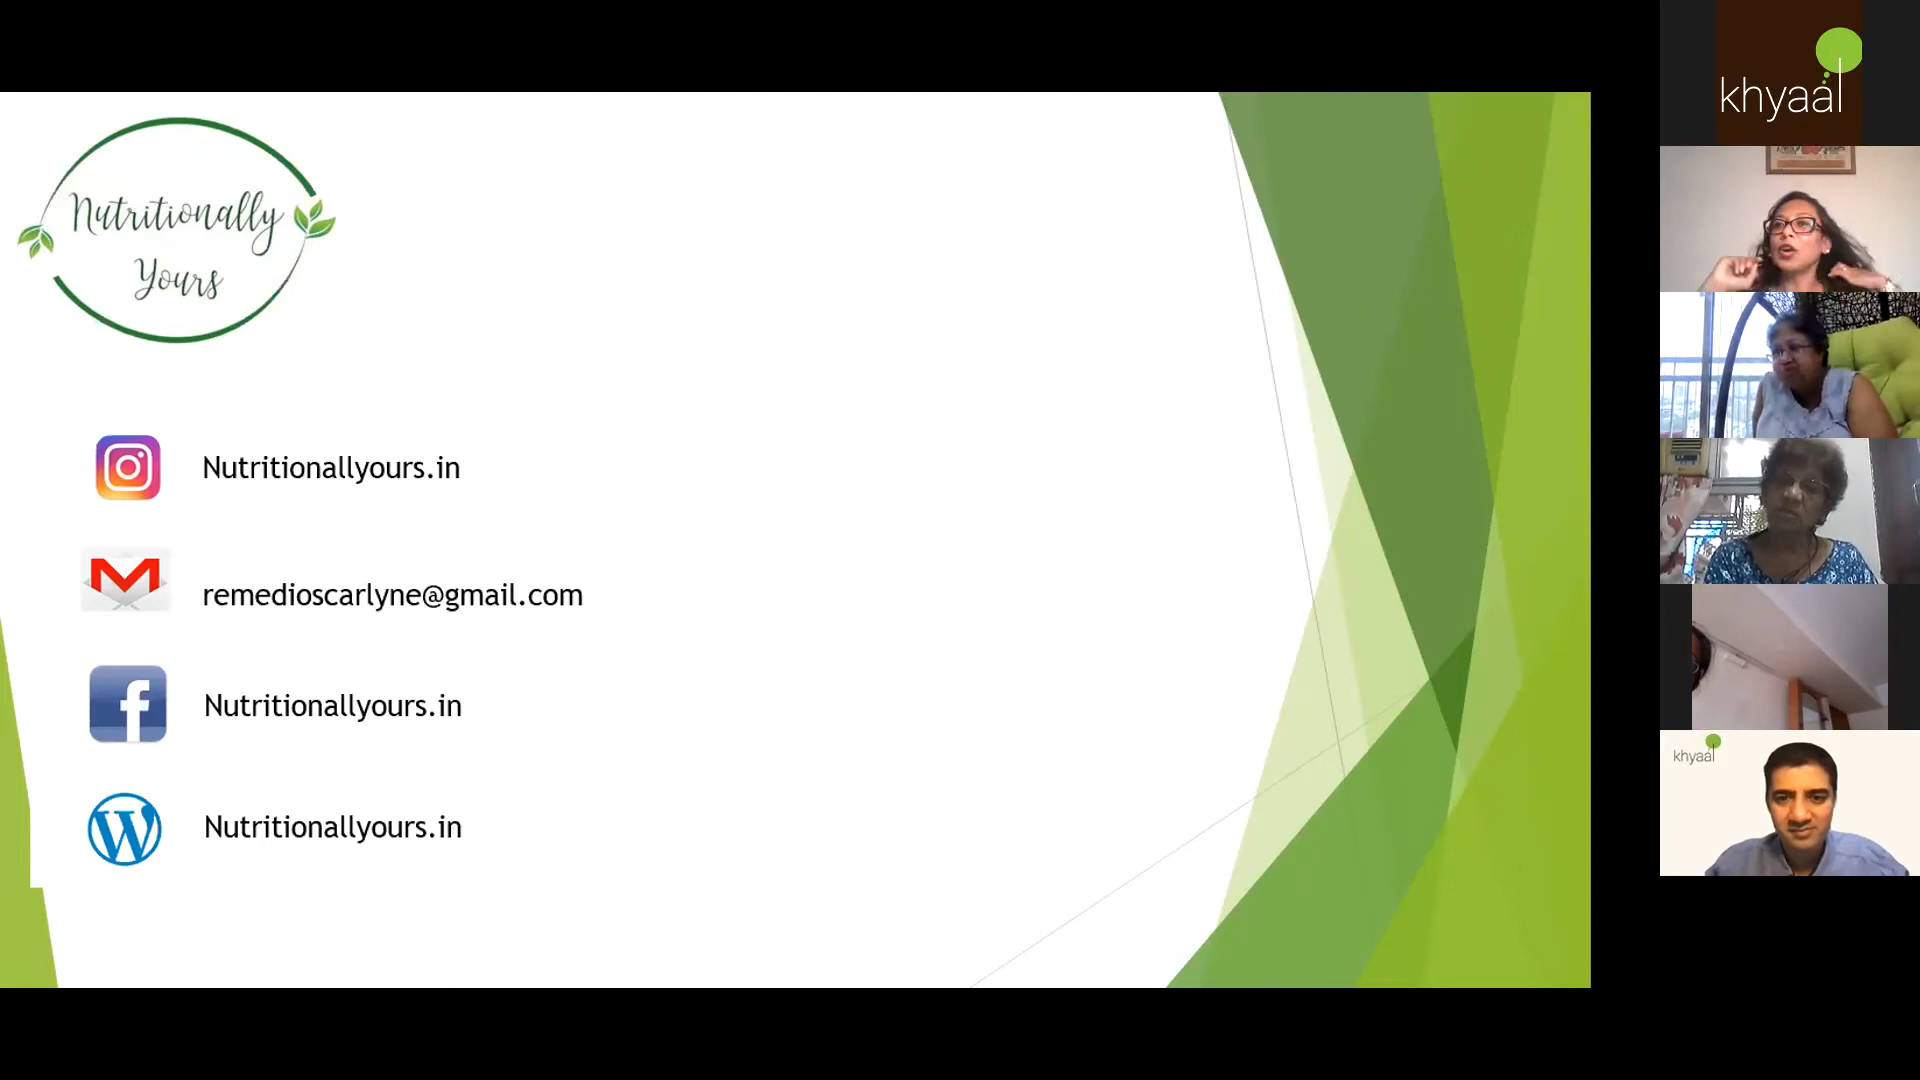 Nutritionally
Yours
Nutritionallyours.in
remedioscarlyne@gmail.com
Nutritionallyours.in
Nutritionallyours.in
khyaal
khyaal